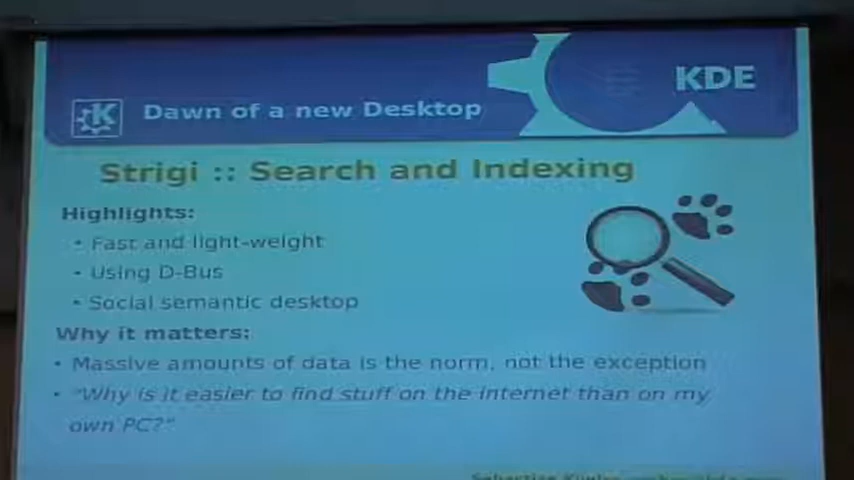 KDE
K
Dawn of a new Desktop
Strigi :: Search and Indexing
Highlights:
• Fast and light-weight
• Using D-Bus
• Social semantic desktop
Why it matters:
• Massive amounts of data is the norm, not the exception
• "Why is it easier to find stuff on the internet than on my
own PC?"